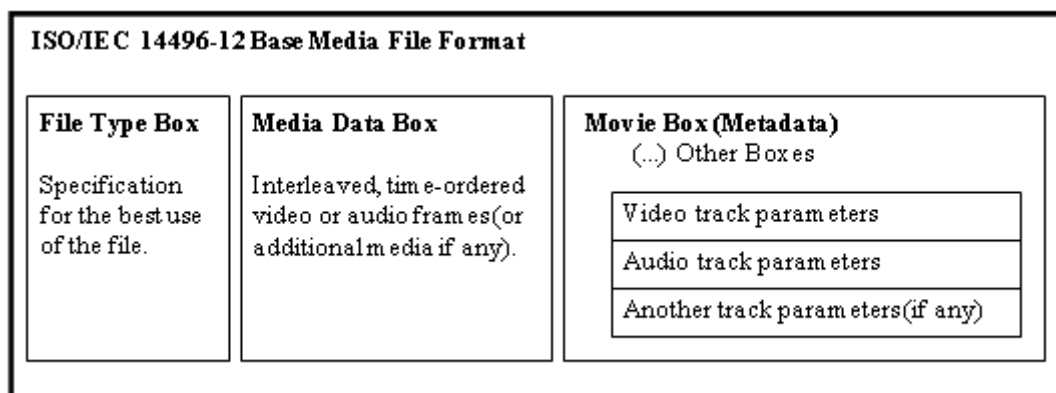 ISO/IEC 14496-12 Base Media File Format
File Type Box
Specification
for the best use
of the file.
Media Data Box
Interleaved, time-ordered
video or audio frames(or
additional media if any).
Movie Box (Metadata)
(...) Other Boxes
Video track parameters
Audio track parameters
Another track parameters(if any)